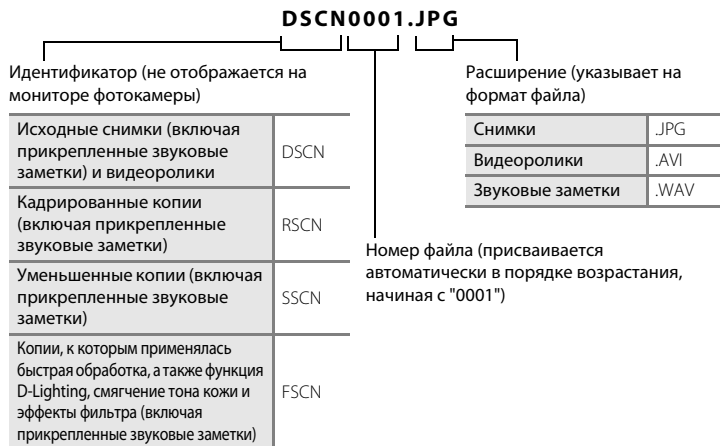 DSCN0001.JPG
Идентификатор (не отображается на
мониторе фотокамеры)
Исходные снимки (включая
прикрепленные звуковые
заметки) и видеоролики
DSCN
Кадрированные копии
(включая прикрепленные
звуковые заметки)
RSCN
Уменьшенные копии (включая
прикрепленные звуковые
заметки)
SSCN
Копии, к которым применялась
быстрая обработка, а также функция
D-Lighting, смягчение тона кожи и
эффекты фильтра (включая
прикрепленные звуковые заметки)
FSCN
Номер файла (присваивается
автоматически в порядке возрастания,
начиная с "0001")
Расширение (указывает на
формат файла)
Снимки .JPG
Видеоролики .AVI
Звуковые заметки .WAV